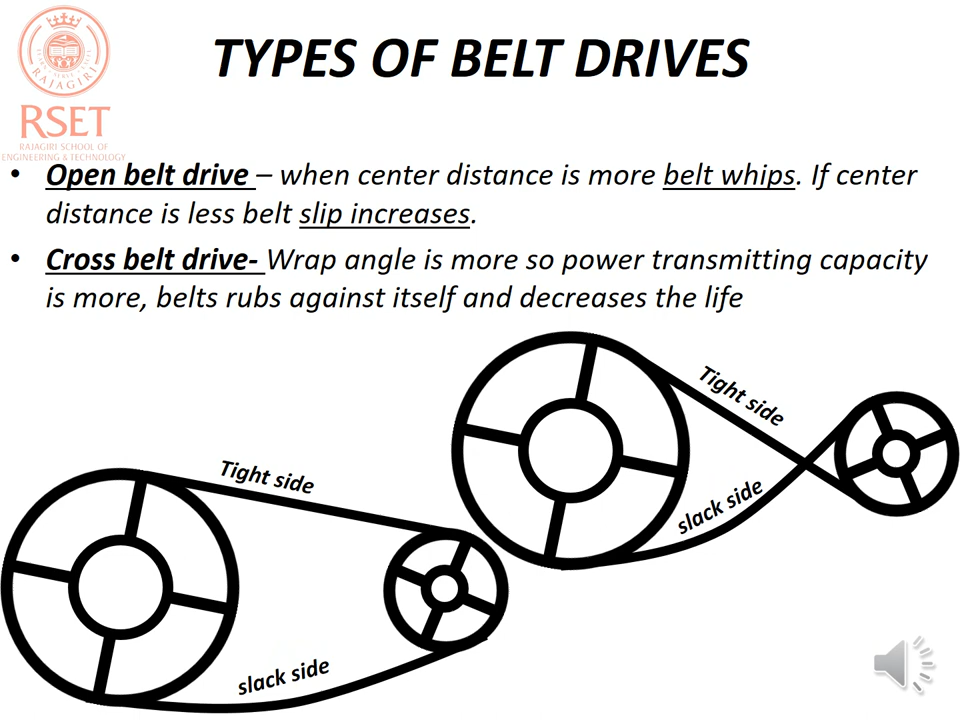 TYPES OF BELT DRIVES
RAJAGIRI
RSET
RAJAGIRI SCHOOL OF
ENGINEERING & TECHNOLOGY
• Open belt drive – when center distance is more belt whips. If center
distance is less belt slip increases.
• Cross belt drive- Wrap angle is more so power transmitting capacity
is more, belts rubs against itself and decreases the life
Tight side
slack side
Tight side
slack side